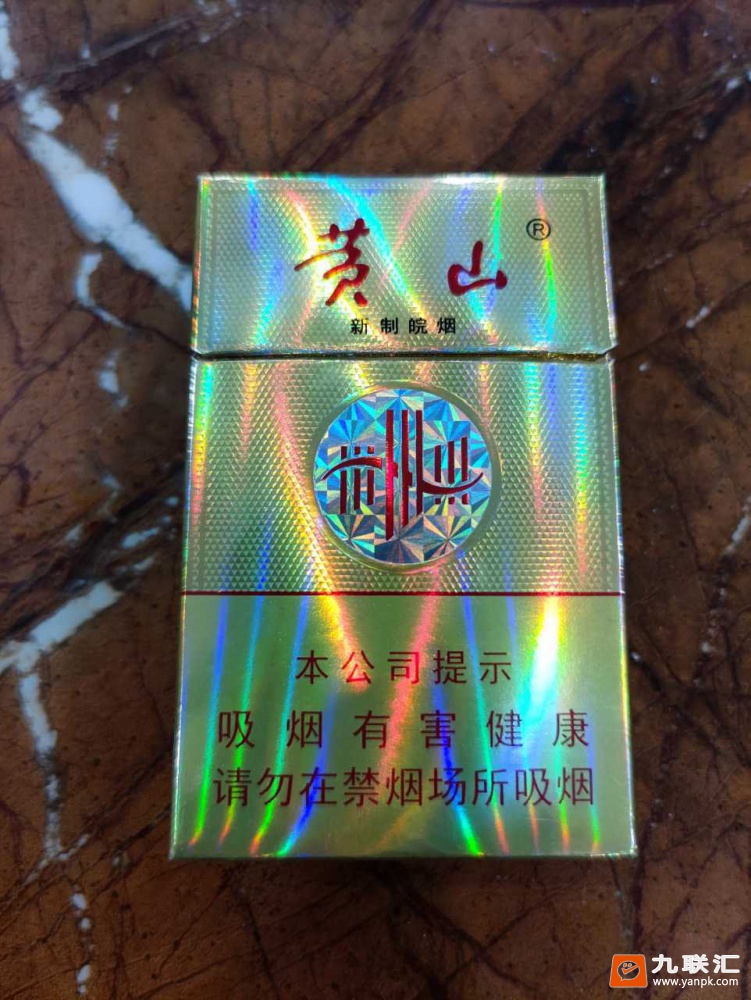 黄山®
新制皖烟
本公司提示
吸烟有害健康
请勿在禁烟场所吸烟
九联汇
www.yanpk.com